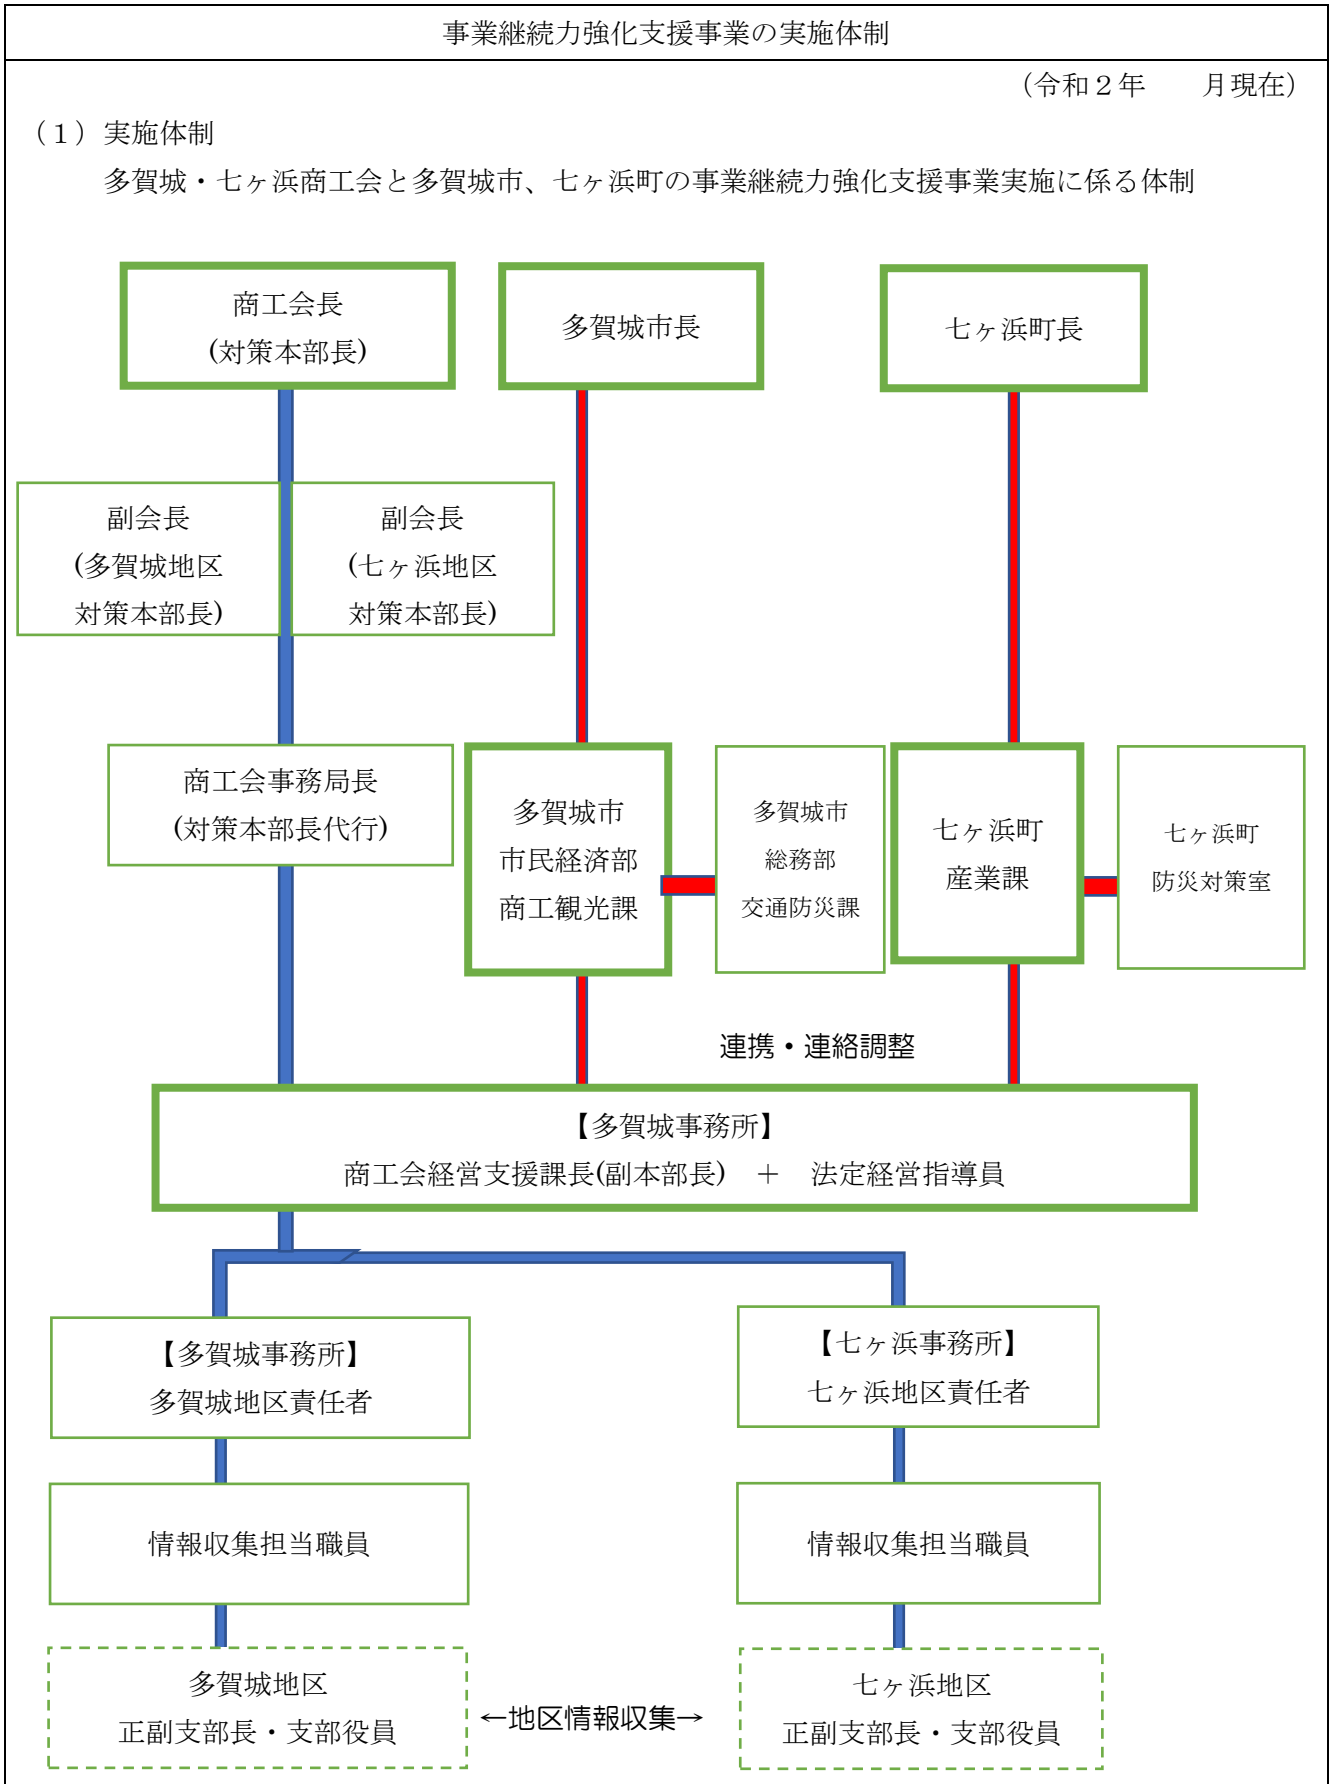 事業継続力強化支援事業の実施体制
(令和２年　　月現在)
（１）実施体制
多賀城・七ヶ浜商工会と多賀城市、七ヶ浜町の事業継続力強化支援事業実施に係る体制
商工会長
(対策本部長)
多賀城市長
七ヶ浜町長
副会長
(多賀城地区
対策本部長)
副会長
(七ヶ浜地区
対策本部長)
商工会事務局長
(対策本部長代行)
多賀城市
市民経済部
商工観光課
多賀城市
総務部
交通防災課
七ヶ浜町
産業課
七ヶ浜町
防災対策室
連携・連絡調整
【多賀城事務所】
商工会経営支援課長(副本部長)　＋　法定経営指導員
【多賀城事務所】
多賀城地区責任者
【七ヶ浜事務所】
七ヶ浜地区責任者
情報収集担当職員
情報収集担当職員
多賀城地区
正副支部長・支部役員
←地区情報収集→
七ヶ浜地区
正副支部長・支部役員